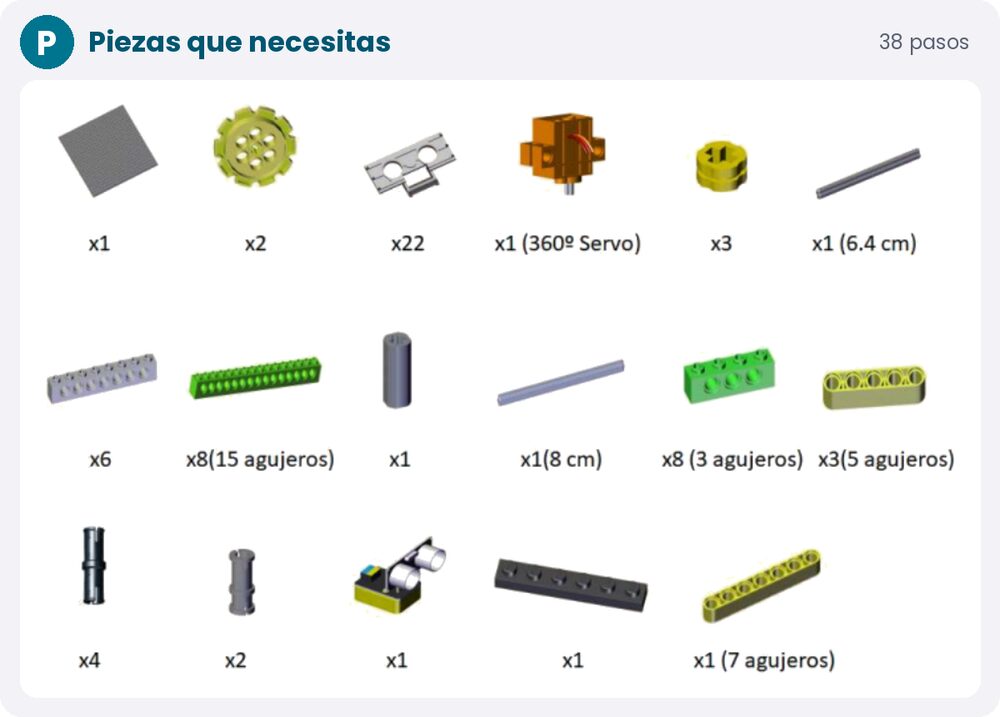 P Piezas que necesitas 38 pasos
x1 x2 x22 x1 (360º Servo) x3 x1 (6.4 cm)
x6 x8(15 agujeros) x1 x1(8 cm) x8 (3 agujeros) x3(5 agujeros)
x4 x2 x1 x1 x1 (7 agujeros)